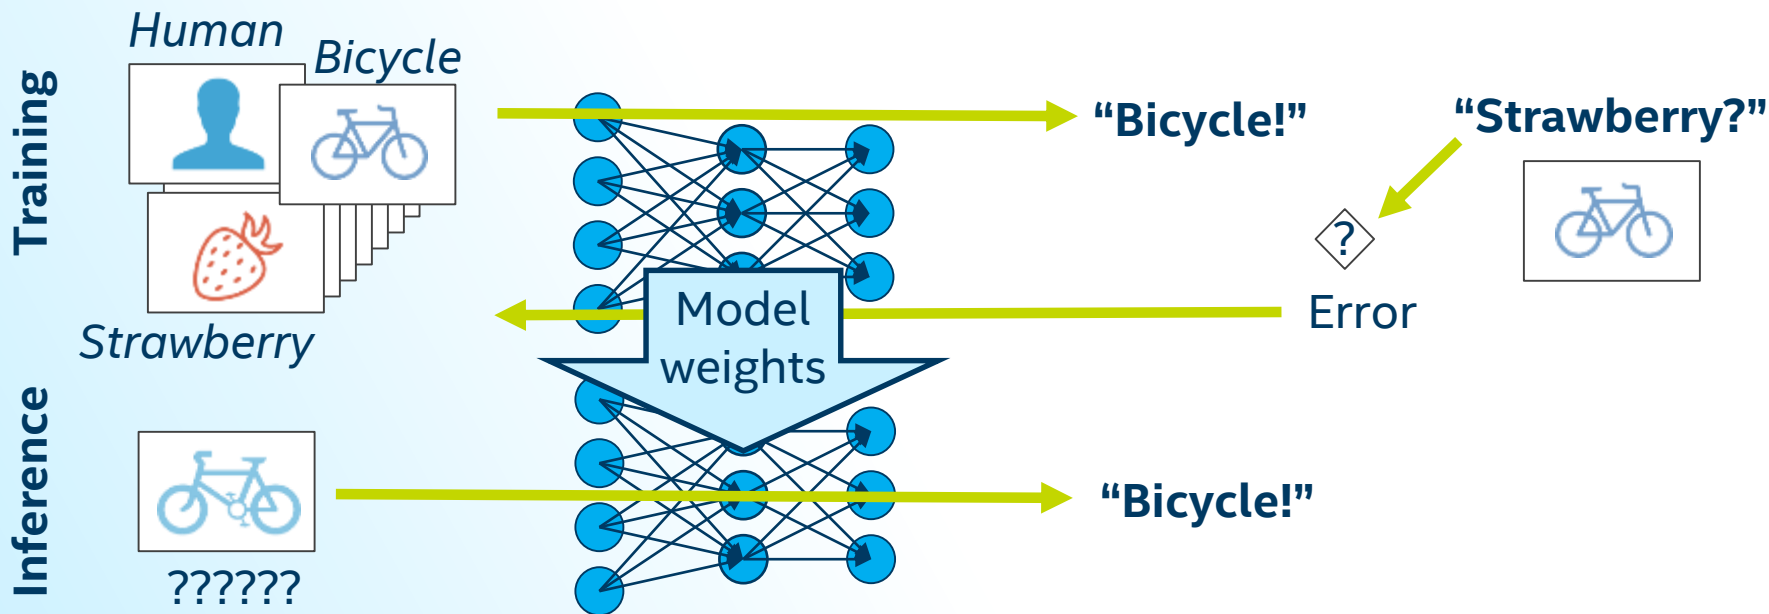 Training
Human
Bicycle
Strawberry
“Bicycle!”
“Strawberry?”
?
Error
Model
weights
Inference
??????
“Bicycle!”